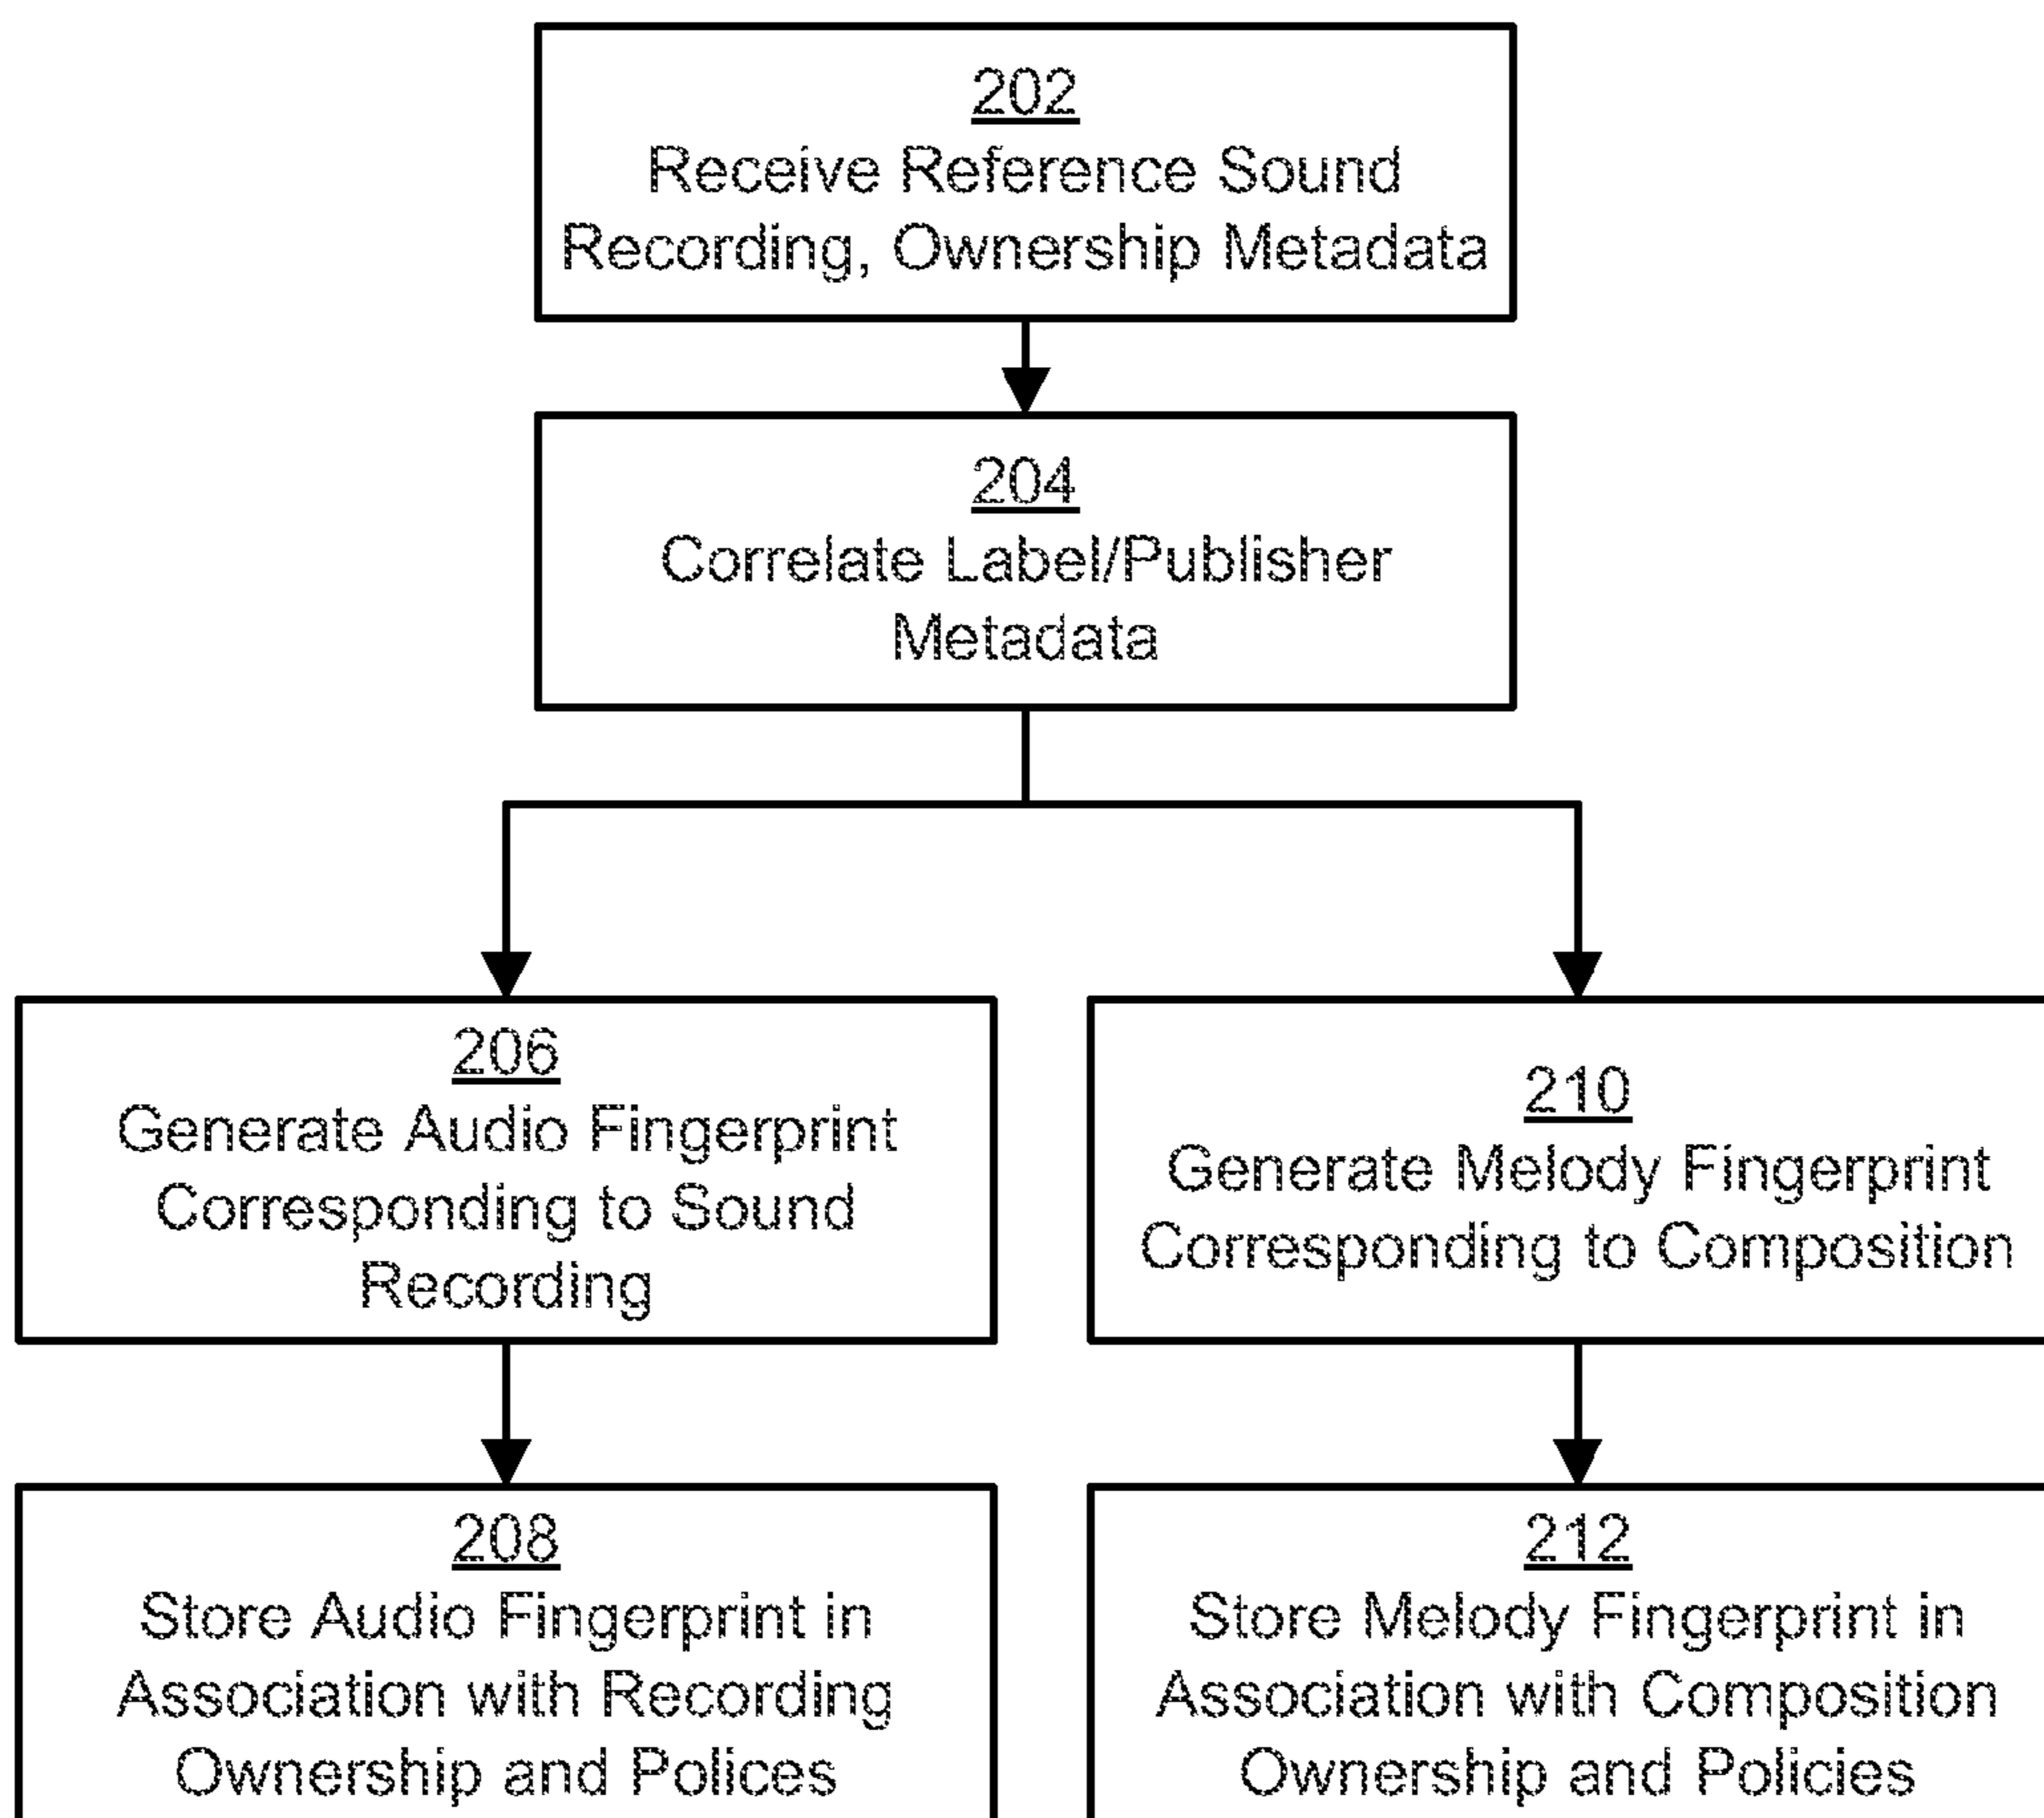 202
Receive Reference Sound
Recording, Ownership Metadata
204
Correlate Label/Publisher
Metadata
206
Generate Audio Fingerprint
Corresponding to Sound
Recording
210
Generate Melody Fingerprint
Corresponding to Composition
208
Store Audio Fingerprint in
Association with Recording
Ownership and Polices
212
Store Melody Fingerprint in
Association with Composition
Ownership and Policies